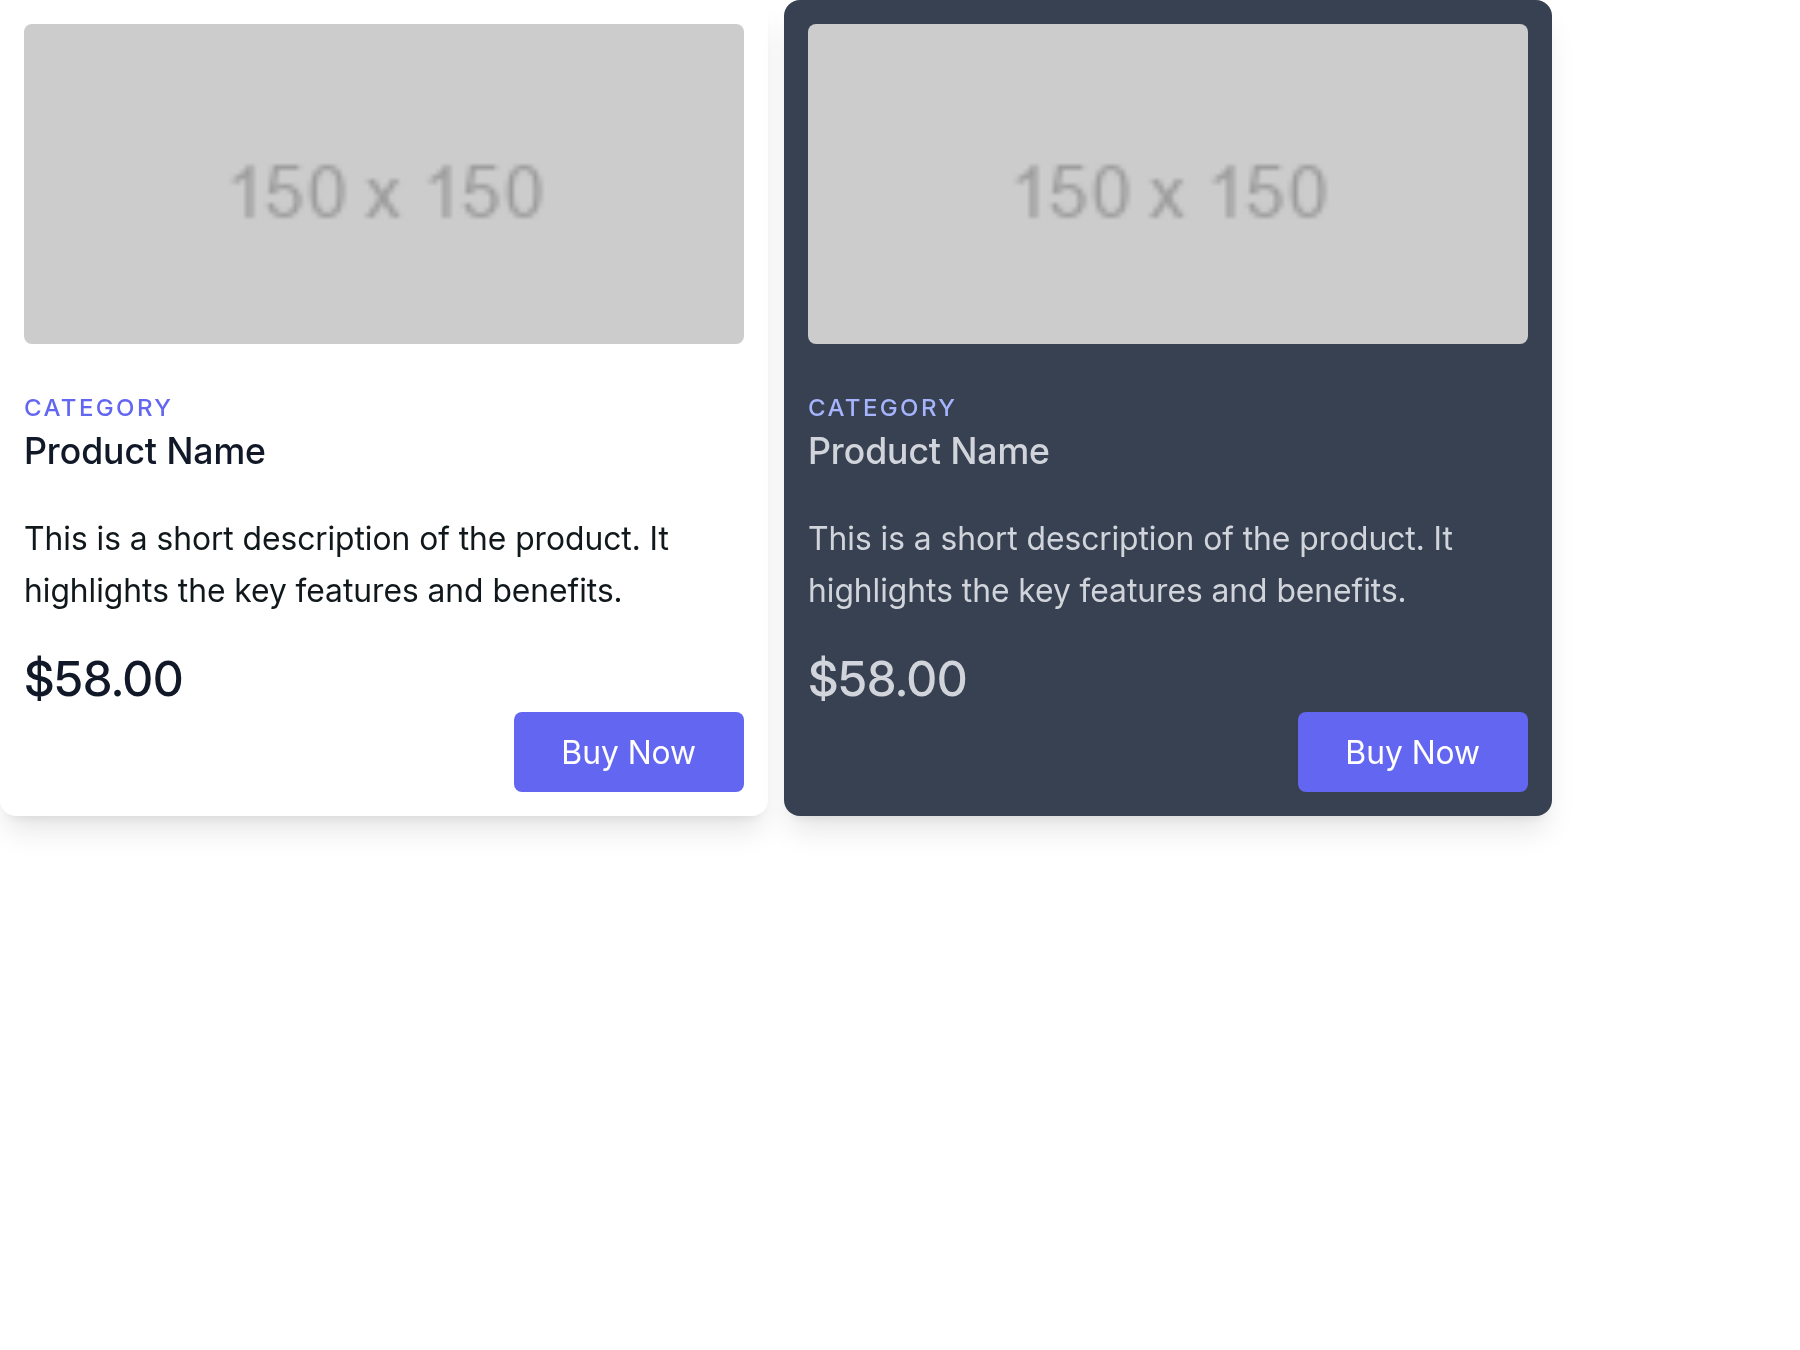 150 x 150
CATEGORY
Product Name
This is a short description of the product. It
highlights the key features and benefits.
$58.00
Buy Now
150 x 150
CATEGORY
Product Name
This is a short description of the product. It
highlights the key features and benefits.
$58.00
Buy Now